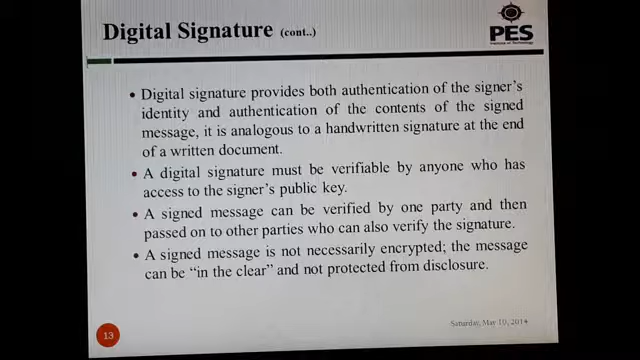 Digital Signature (cont..)
PES
Institute of Technology
• Digital signature provides both authentication of the signer's
identity and authentication of the contents of the signed
message, it is analogous to a handwritten signature at the end
of a written document.
• A digital signature must be verifiable by anyone who has
access to the signer's public key.
• A signed message can be verified by one party and then
passed on to other parties who can also verify the signature.
• A signed message is not necessarily encrypted; the message
can be "in the clear" and not protected from disclosure.
13
Saturday, May 10, 2014